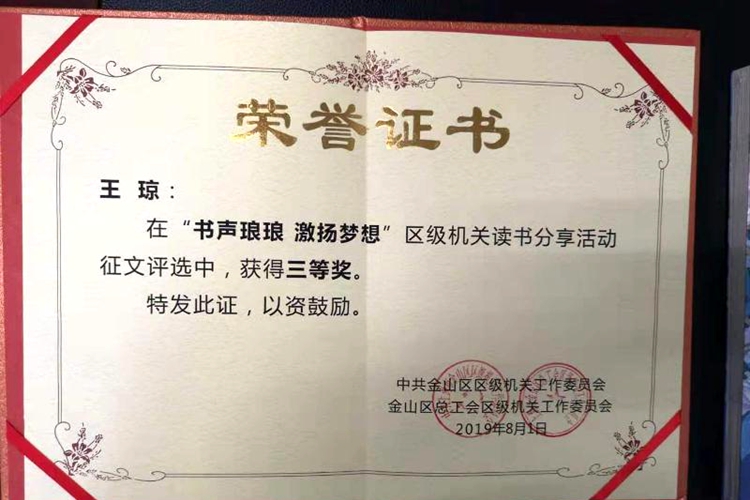 荣誉证书
王 琼：
在“书声琅琅 激扬梦想”区级机关读书分享活动
征文评选中，获得三等奖。
特发此证，以资鼓励。
中共金山区区级机关工作委员会
金山区总工会区级机关工作委员会
2019年8月1日